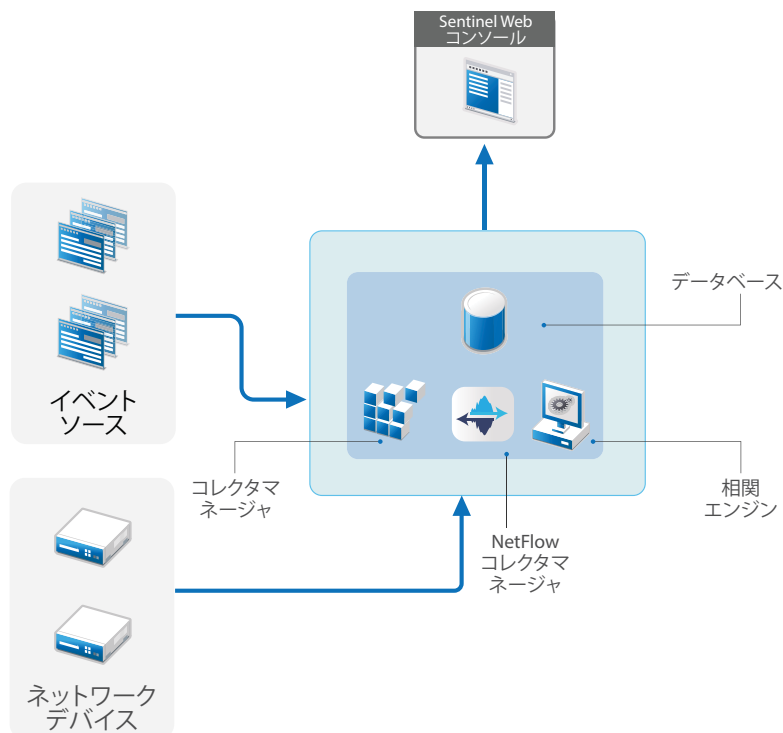 Sentinel Web
コンソール
イベント
ソース
データベース
コレクタマ
ネージャ
NetFlow
コレクタマ
ネージャ
相関
エンジン
ネットワーク
デバイス